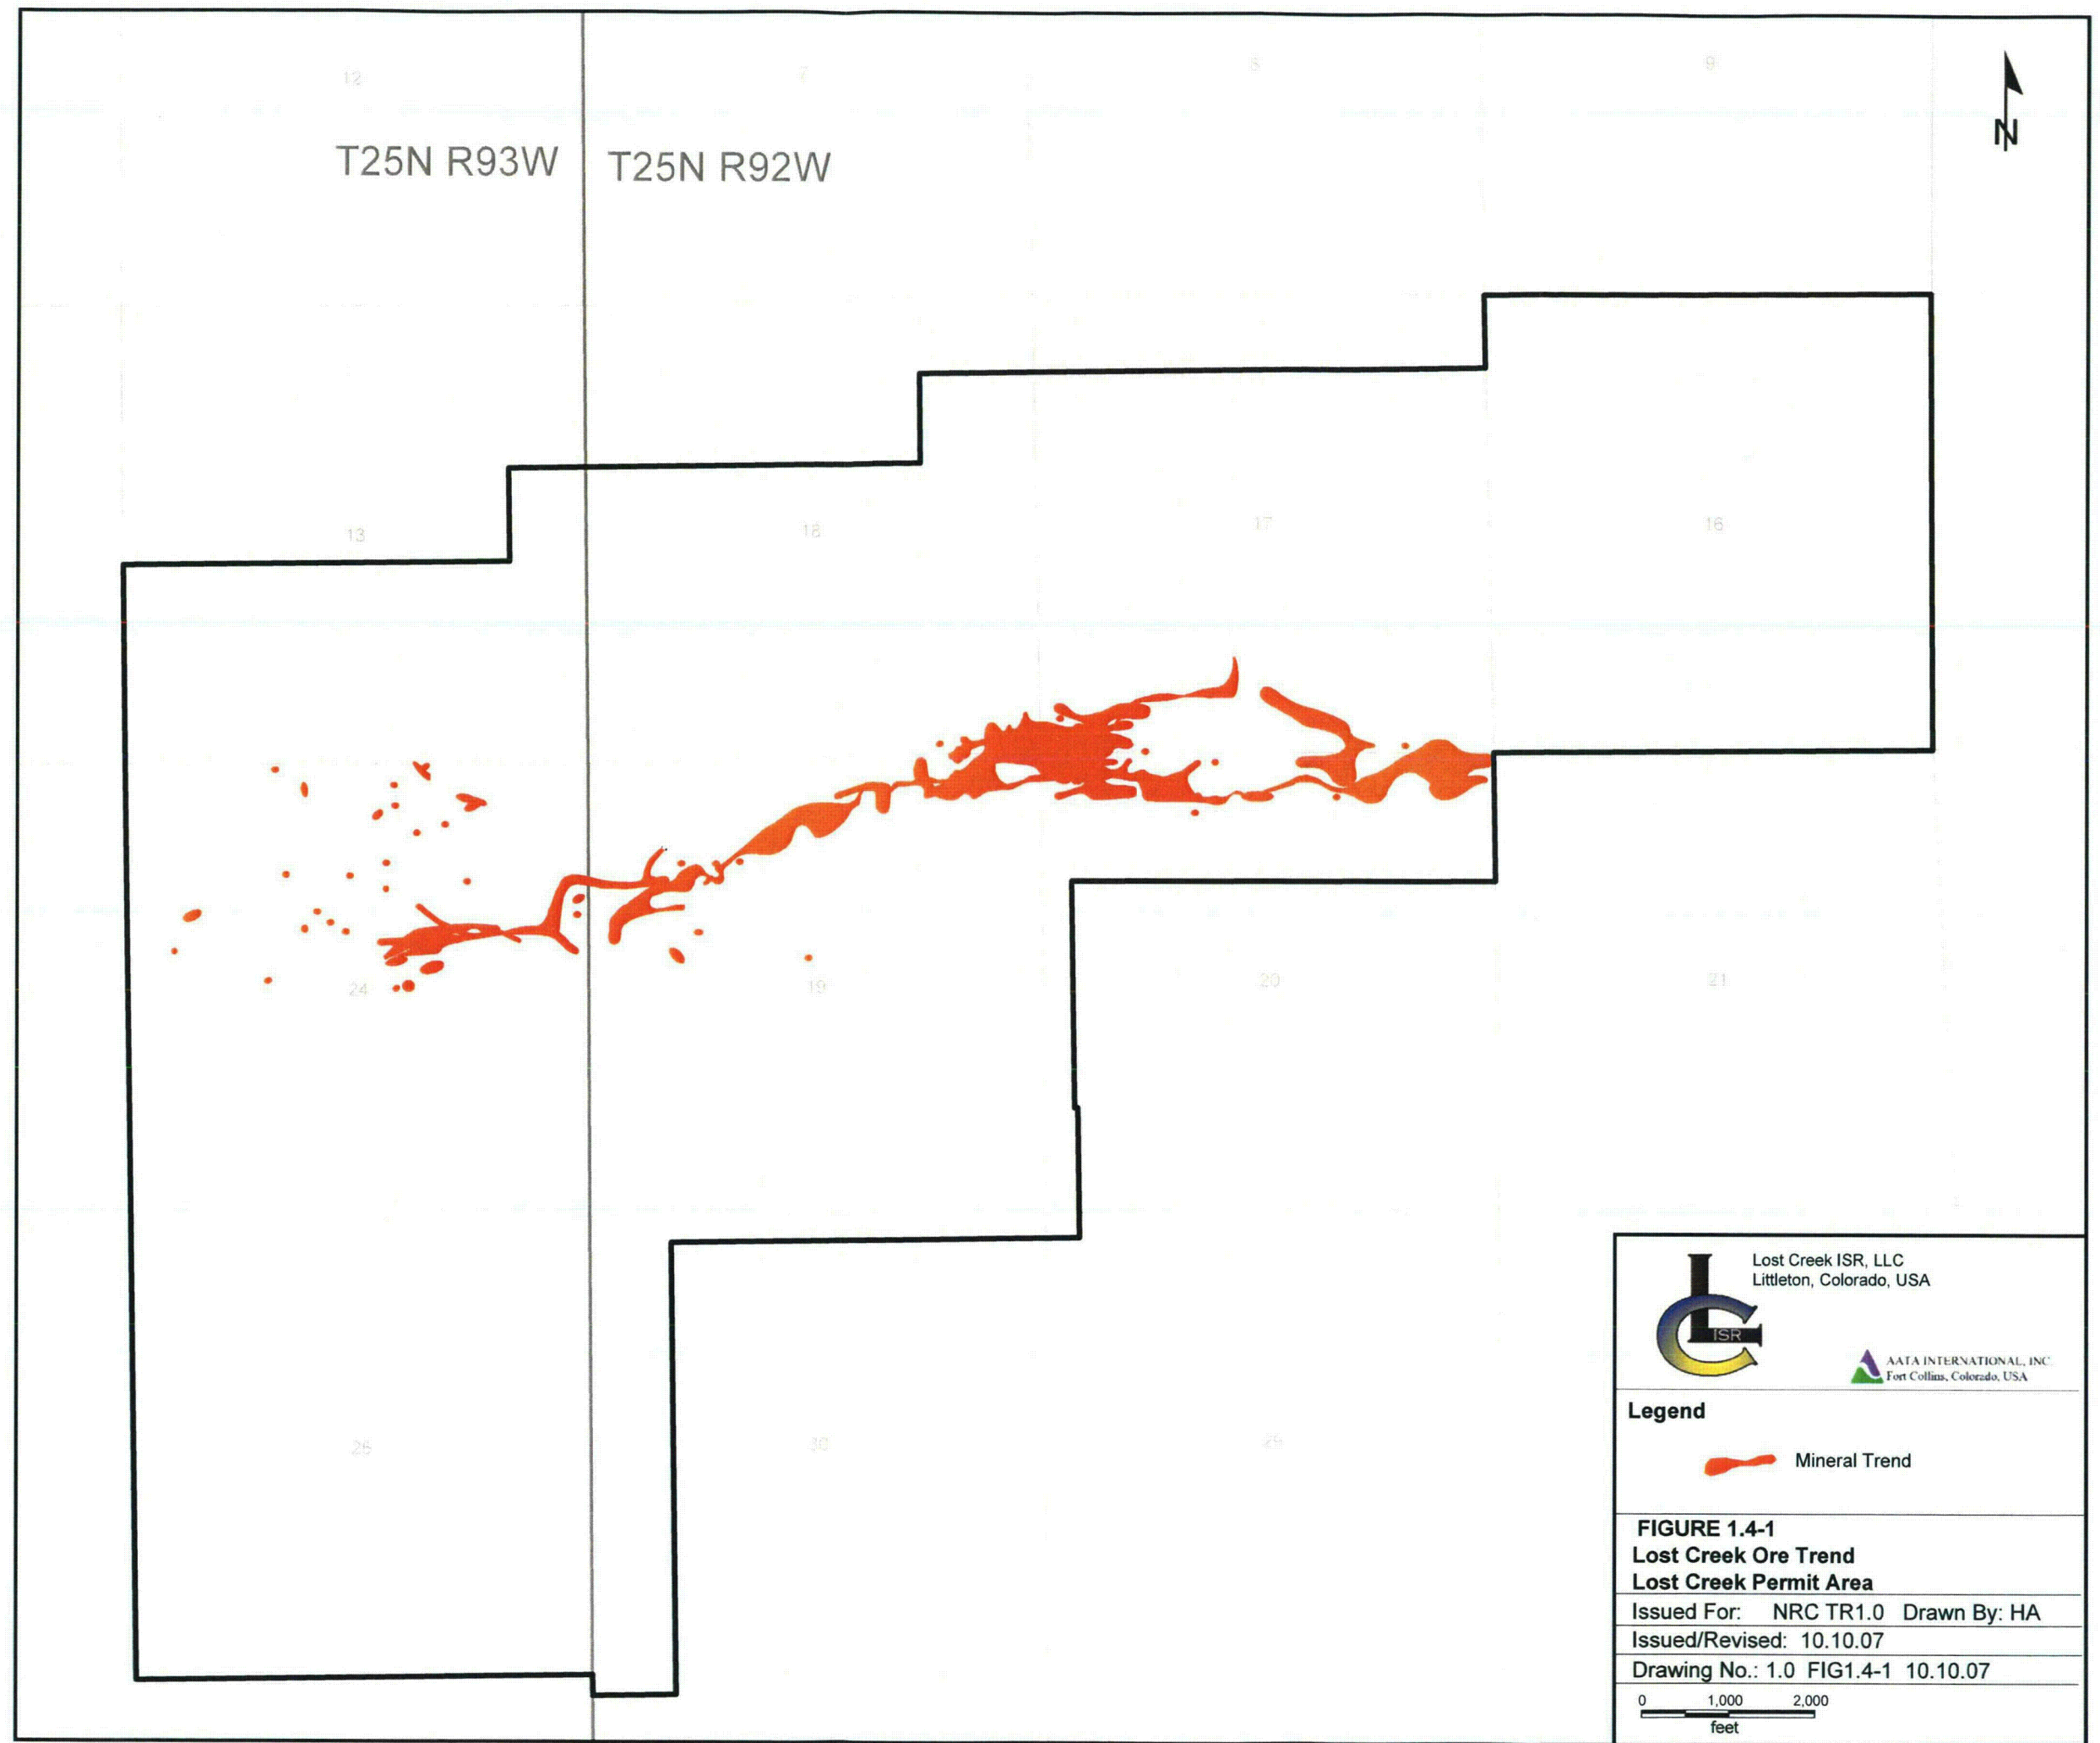 12
7
8
9
N
T25N R93W
T25N R92W
13
18
17
16
24
19
20
21
25
30
29
LC ISR
Lost Creek ISR, LLC
Littleton, Colorado, USA
AATA INTERNATIONAL, INC.
Fort Collins, Colorado, USA
Legend
Mineral Trend
FIGURE 1.4-1
Lost Creek Ore Trend
Lost Creek Permit Area
Issued For: NRC TR1.0 Drawn By: HA
Issued/Revised: 10.10.07
Drawing No.: 1.0 FIG1.4-1 10.10.07
0 1,000 2,000
feet